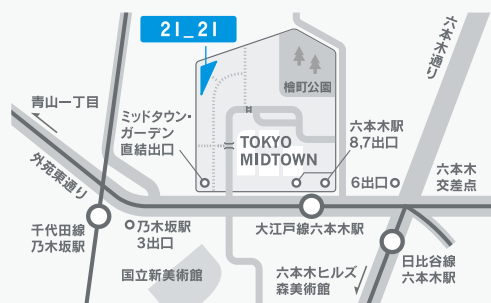 21_21
六本木通り
檜町公園
青山一丁目
ミッドタウン・
ガーデン
直結出口
TOKYO
MIDTOWN
六本木駅
8,7出口
外苑東通り
6出口
六本木
交差点
千代田線
乃木坂駅
乃木坂駅
3出口
大江戸線六本木駅
日比谷線
六本木駅
国立新美術館
六本木ヒルズ
森美術館